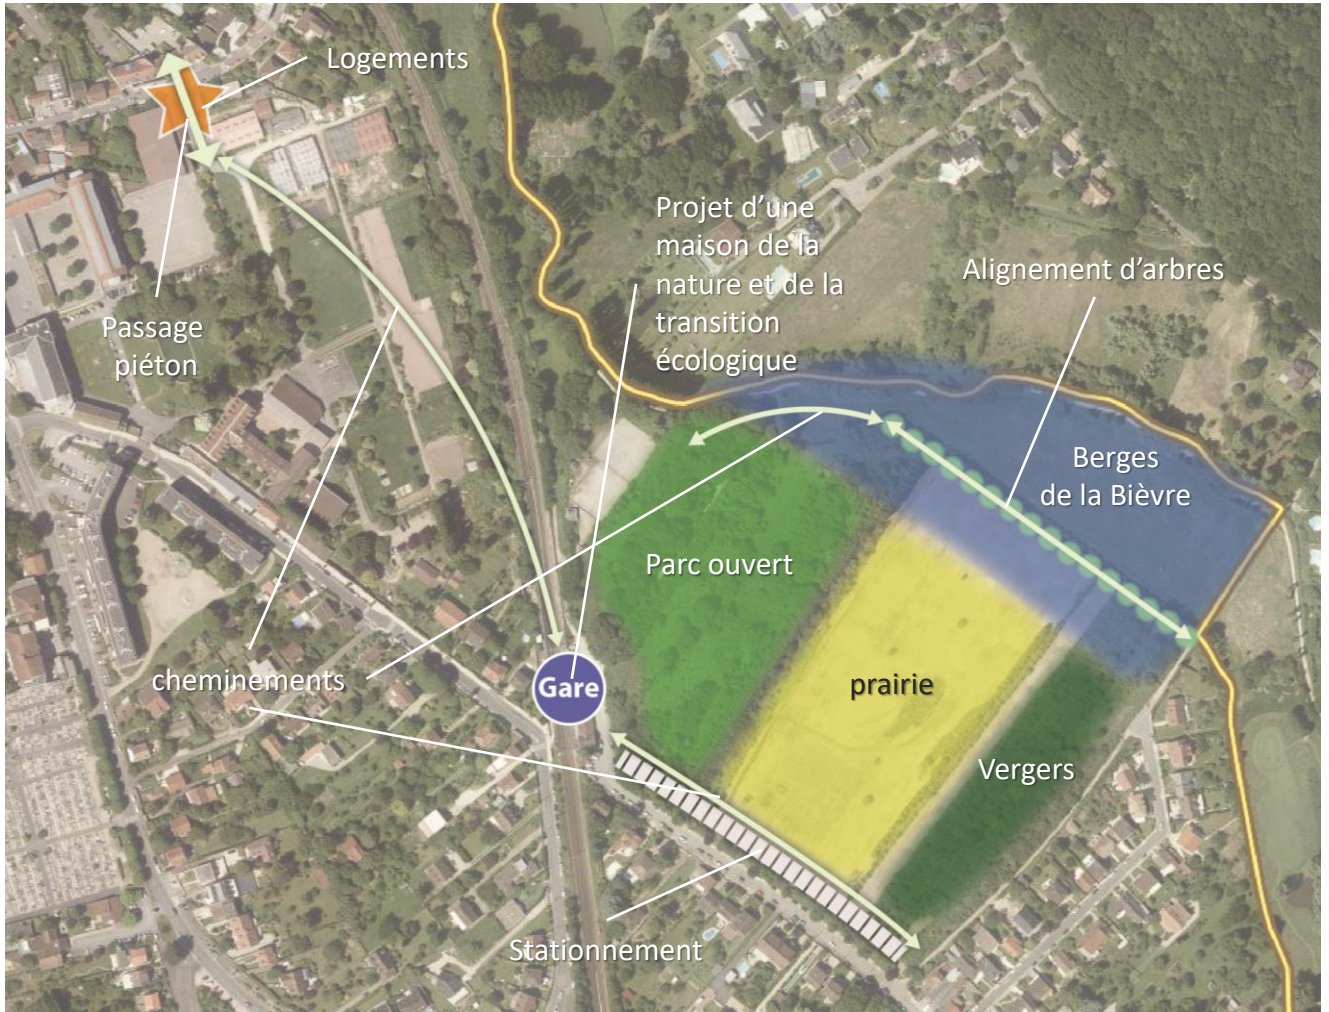 Logements
Projet d’une
maison de la
nature et de la
transition
écologique
Alignement d’arbres
Passage
piéton
Berges
de la Bièvre
Parc ouvert
cheminements
Gare
prairie
Vergers
Stationnement